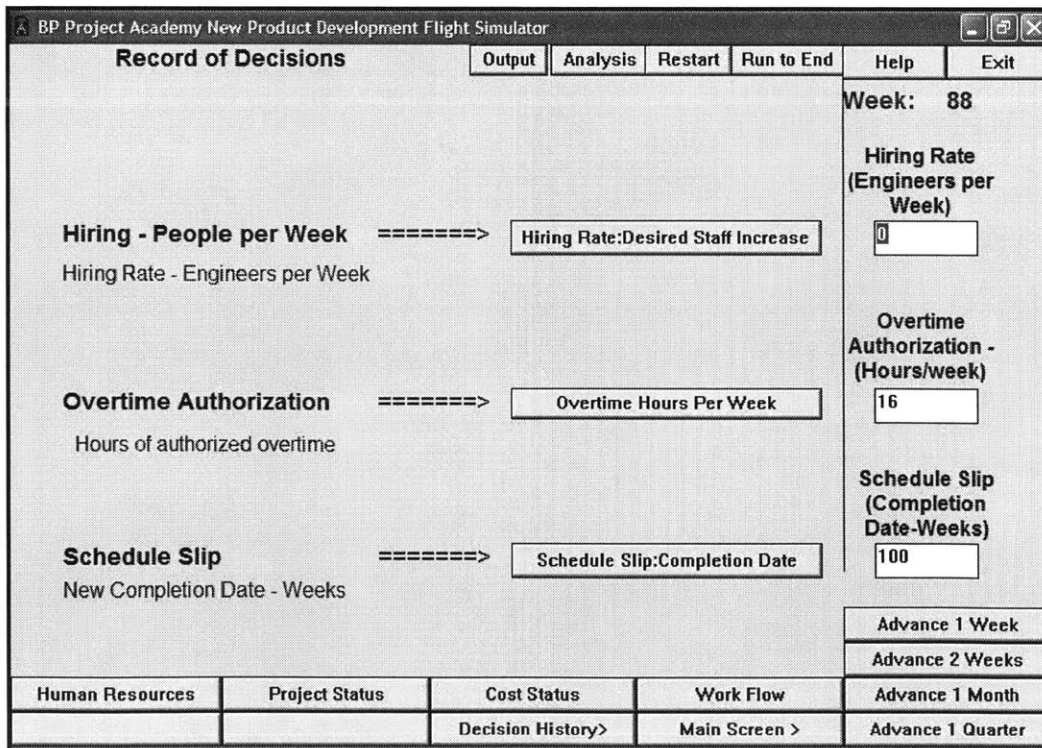 BP Project Academy New Product Development Flight Simulator
Record of Decisions
Output Analysis Restart Run to End Help Exit
Week: 88
Hiring Rate
(Engineers per
Week)
0
Hiring - People per Week =======> Hiring Rate:Desired Staff Increase
Hiring Rate - Engineers per Week
Overtime
Authorization -
(Hours/week)
16
Overtime Authorization =======> Overtime Hours Per Week
Hours of authorized overtime
Schedule Slip
(Completion
Date-Weeks)
100
Schedule Slip =======> Schedule Slip:Completion Date
New Completion Date - Weeks
Advance 1 Week
Advance 2 Weeks
Human Resources Project Status Cost Status Work Flow Advance 1 Month
Decision History> Main Screen > Advance 1 Quarter